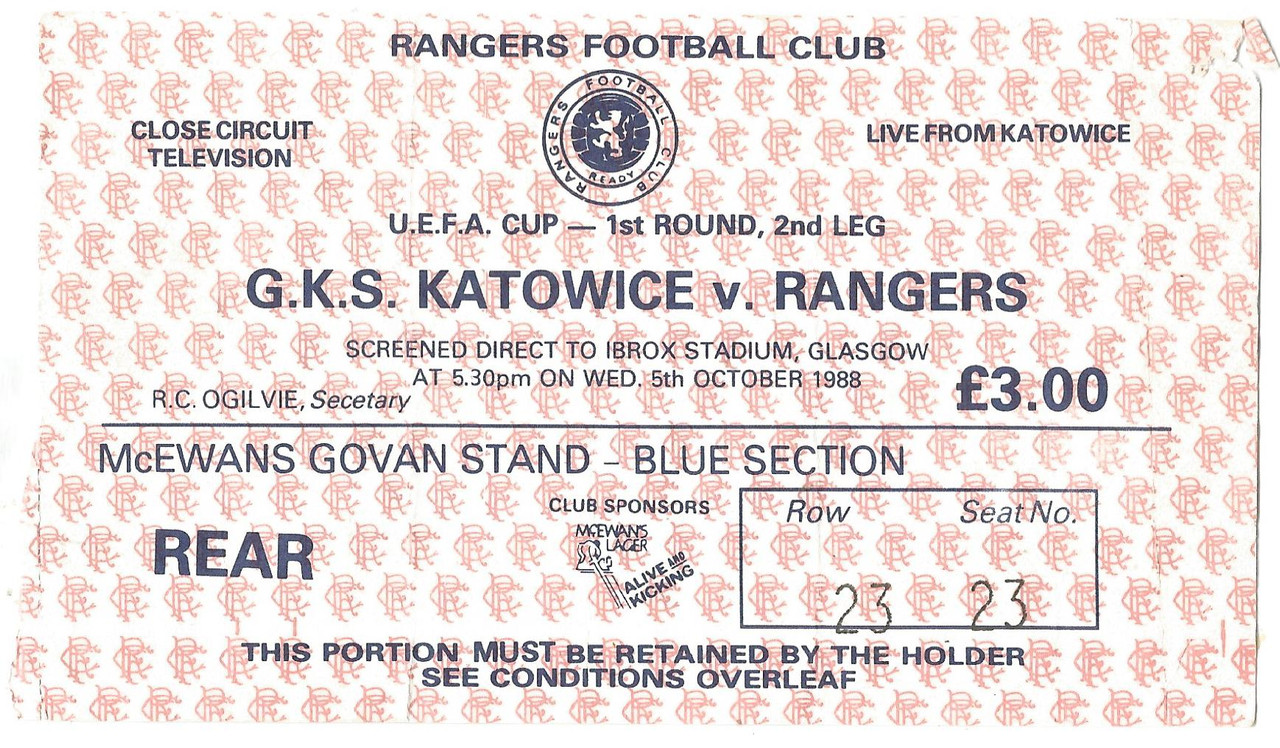 RANGERS FOOTBALL CLUB
CLOSE CIRCUIT
TELEVISION
RANGERS FOOTBALL CLUB
READY
LIVE FROM KATOWICE
U.E.F.A. CUP — 1st ROUND, 2nd LEG
G.K.S. KATOWICE v. RANGERS
SCREENED DIRECT TO IBROX STADIUM, GLASGOW
AT 5.30pm ON WED. 5th OCTOBER 1988
£3.00
R.C. OGILVIE, Secetary
McEWANS GOVAN STAND - BLUE SECTION
REAR
CLUB SPONSORS
McEWAN'S
LAGER
ALIVE AND
KICKING
Row Seat No.
23 23
THIS PORTION MUST BE RETAINED BY THE HOLDER
SEE CONDITIONS OVERLEAF